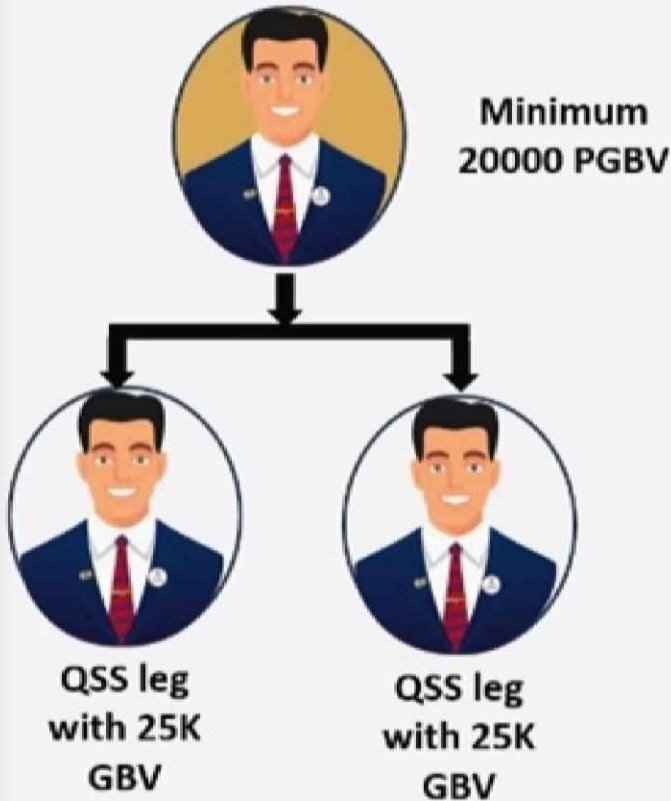 Minimum
20000 PGBV
QSS leg
with 25K
GBV
QSS leg
with 25K
GBV